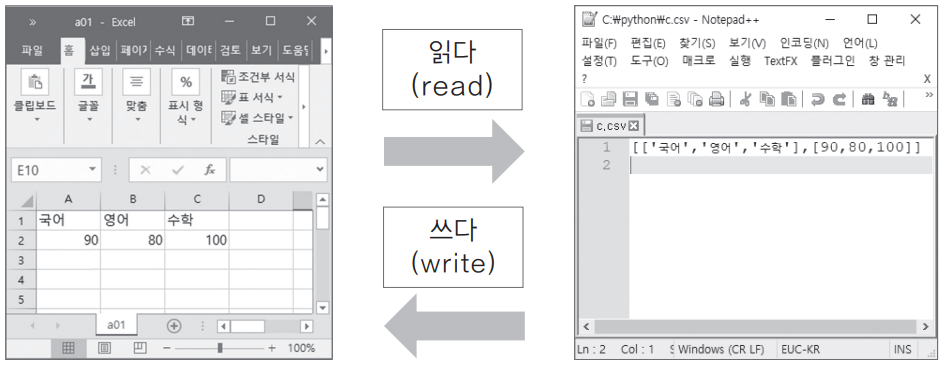 a01 - Excel
파일 홈 삽입 페이지 수식 데이터 검토 보기 도움말
클립보드
글꼴
맞춤
%
표시 형식
조건부 서식
표 서식
셀 스타일
스타일
E10
fx
A B C D
1 국어 영어 수학
2 90 80 100
3
4
5
a01
100%
읽다
(read)
쓰다
(write)
C:￦python￦c.csv - Notepad++
파일(F) 편집(E) 찾기(S) 보기(V) 인코딩(N) 언어(L)
설정(T) 도구(O) 매크로 실행 TextFX 플러그인 창 관리
? X
c.csv
1 [['국어','영어','수학'],[90,80,100]]
2
Ln : 2 Col : 1 S Windows (CR LF) EUC-KR INS